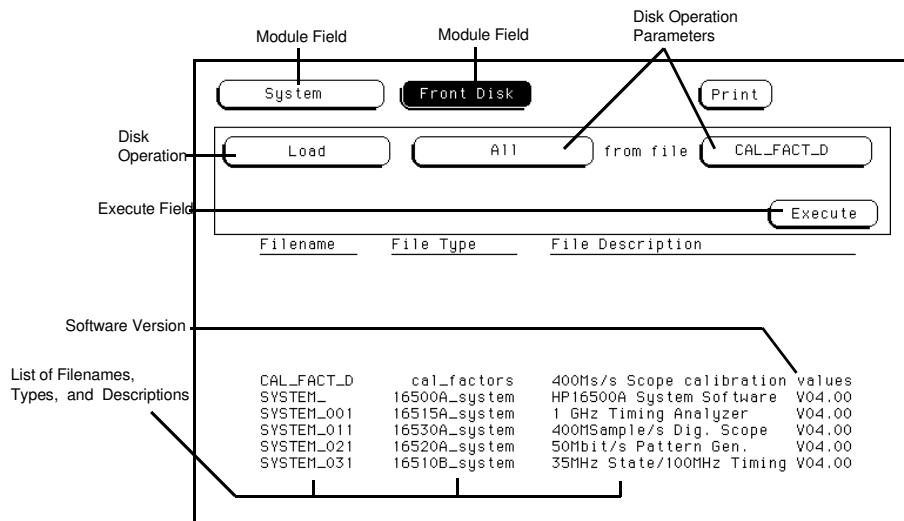 Module Field
Module Field
Disk Operation
Parameters
System
Front Disk
Print
Disk
Operation
Load
All
from file
CAL_FACT_D
Execute Field
Execute
Filename File Type File Description
Software Version
List of Filenames,
Types, and Descriptions
CAL_FACT_D cal_factors 400Ms/s Scope calibration values
SYSTEM_ 16500A_system HP16500A System Software V04.00
SYSTEM_001 16515A_system 1 GHz Timing Analyzer V04.00
SYSTEM_011 16530A_system 400MSample/s Dig. Scope V04.00
SYSTEM_021 16520A_system 50Mbit/s Pattern Gen. V04.00
SYSTEM_031 16510B_system 35MHz State/100MHz Timing V04.00